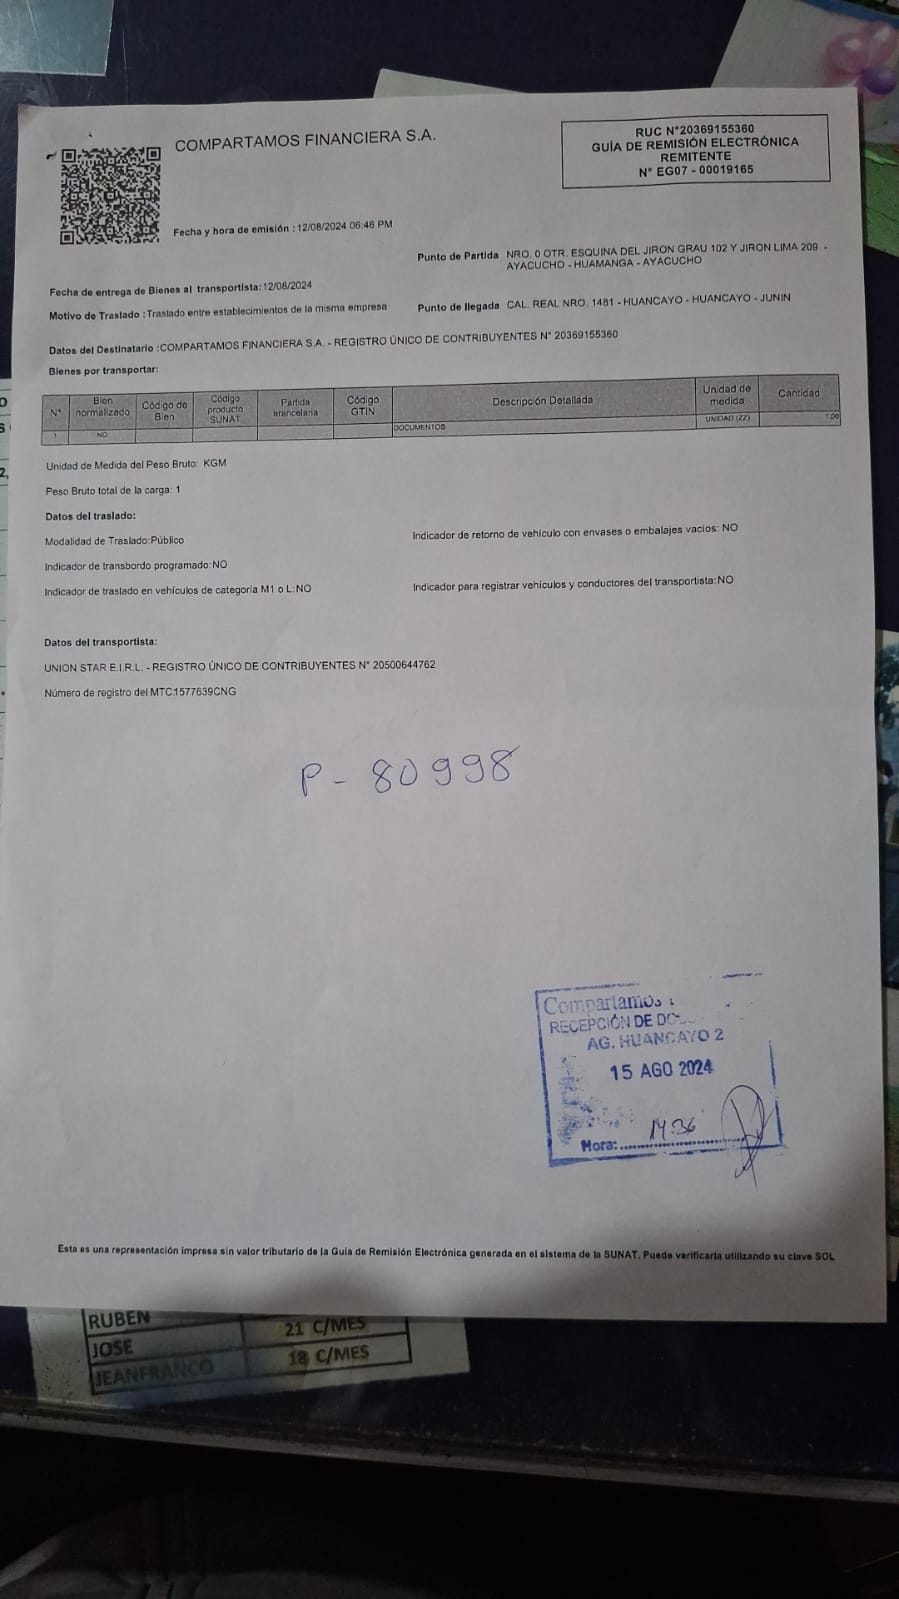 COMPARTAMOS FINANCIERA S.A.
RUC N°20369155360
GUÍA DE REMISIÓN ELECTRÓNICA
REMITENTE
N° EG07 - 00019165
Fecha y hora de emisión : 12/08/2024 06:46 PM
Punto de Partida NRO. 0 OTR. ESQUINA DEL JIRON GRAU 102 Y JIRON LIMA 209 -
AYACUCHO - HUAMANGA - AYACUCHO
Fecha de entrega de Bienes al transportista:12/08/2024
Motivo de Traslado : Traslado entre establecimientos de la misma empresa
Punto de llegada CAL. REAL NRO. 1481 - HUANCAYO - HUANCAYO - JUNIN
Datos del Destinatario :COMPARTAMOS FINANCIERA S.A. - REGISTRO ÚNICO DE CONTRIBUYENTES N° 20369155360
Bienes por transportar:
N° Bien normalizado Código de Bien Código producto SUNAT Partida arancelaria Código GTIN Descripción Detallada Unidad de medida Cantidad
1 NO DOCUMENTOS UNIDAD (ZZ) 1.00
Unidad de Medida del Peso Bruto: KGM
Peso Bruto total de la carga: 1
Datos del traslado:
Modalidad de Traslado:Público
Indicador de retorno de vehículo con envases o embalajes vacíos: NO
Indicador de transbordo programado:NO
Indicador de traslado en vehículos de categoría M1 o L:NO
Indicador para registrar vehículos y conductores del transportista:NO
Datos del transportista:
UNION STAR E.I.R.L. - REGISTRO ÚNICO DE CONTRIBUYENTES N° 20500644762
Número de registro del MTC:1577639CNG
P - 80998
Compartamos
RECEPCIÓN DE
AG. HUANCAYO 2
15 AGO 2024
Hora: 14:36
Esta es una representación impresa sin valor tributario de la Guía de Remisión Electrónica generada en el sistema de la SUNAT. Puede verificarla utilizando su clave SOL
RUBEN 21 C/MES
JOSE 18 C/MES
JEANFRANCO